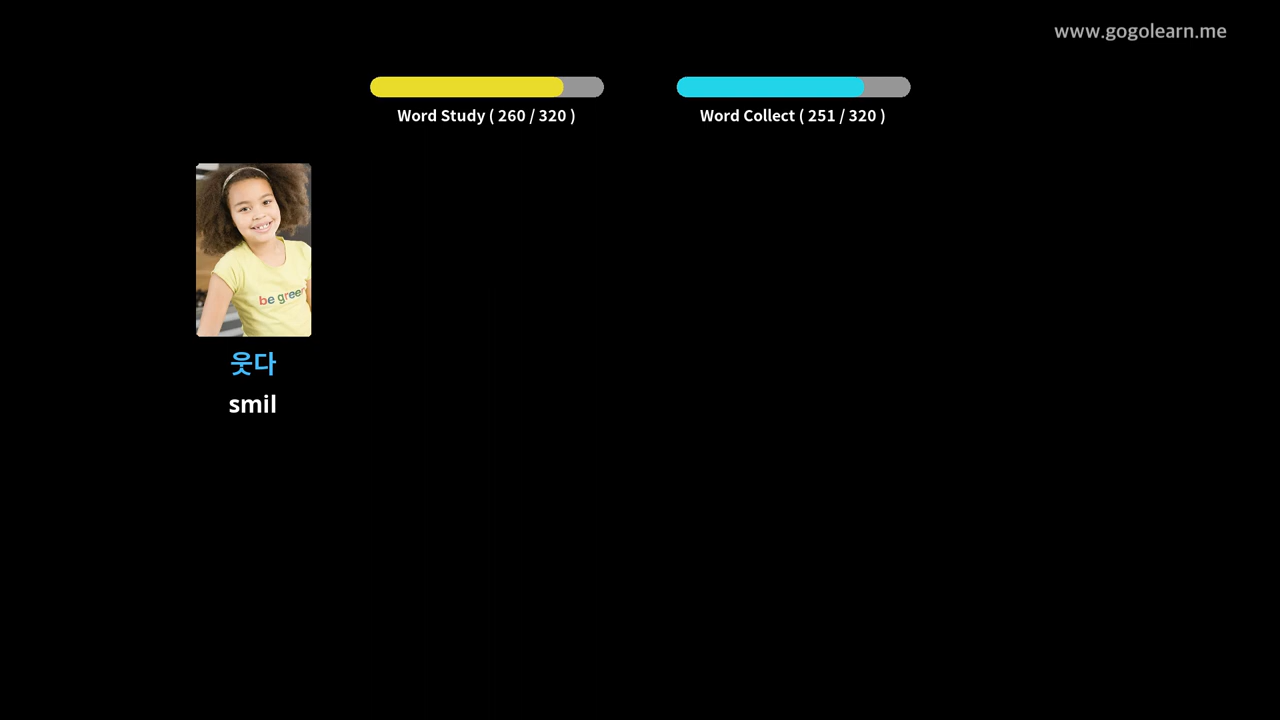 www.gogolearn.me
Word Study ( 260 / 320 )
Word Collect ( 251 / 320 )
be green
웃다
smil